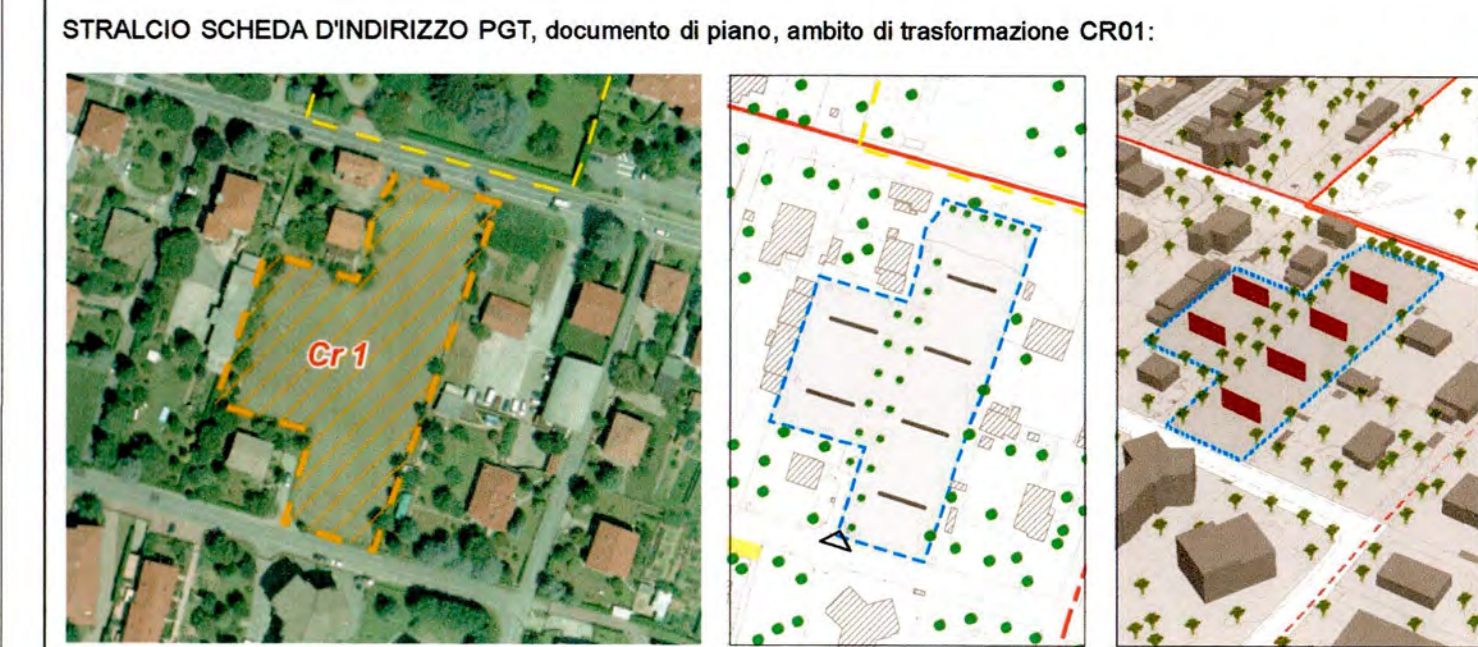 STRALCIO SCHEDA D'INDIRIZZO PGT, documento di piano, ambito di trasformazione CR01:
Cr 1